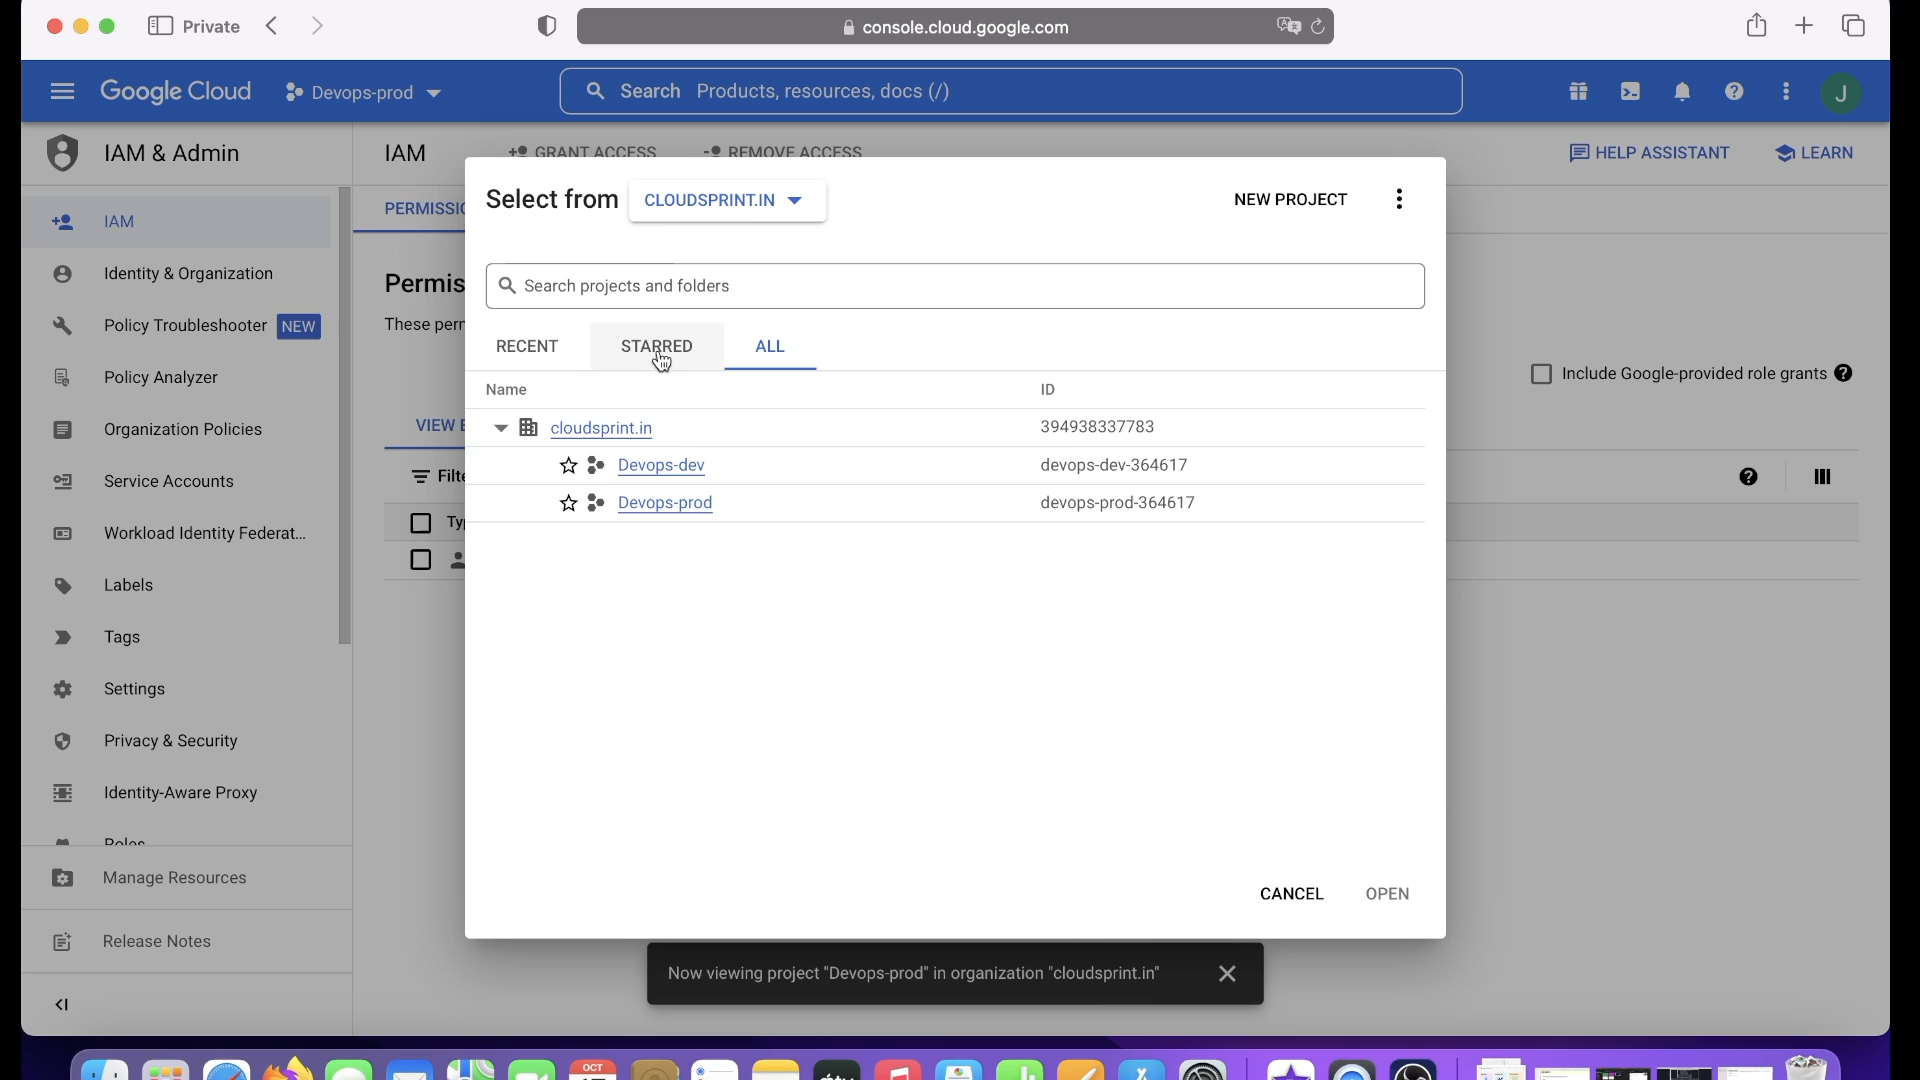 Private
console.cloud.google.com
Google Cloud
Devops-prod
Search Products, resources, docs (/)
J
IAM & Admin
IAM
GRANT ACCESS
REMOVE ACCESS
HELP ASSISTANT
LEARN
Select from
CLOUDSPRINT.IN
NEW PROJECT
IAM
Identity & Organization
Policy Troubleshooter NEW
Policy Analyzer
Organization Policies
Service Accounts
Workload Identity Federat...
Labels
Tags
Settings
Privacy & Security
Identity-Aware Proxy
Roles
Manage Resources
Release Notes
PERMISSIO
Permis
These perm
VIEW B
Filte
Ty
Search projects and folders
RECENT
STARRED
ALL
Name
ID
cloudsprint.in
394938337783
Devops-dev
devops-dev-364617
Devops-prod
devops-prod-364617
CANCEL
OPEN
Include Google-provided role grants
Now viewing project "Devops-prod" in organization "cloudsprint.in"
OCT